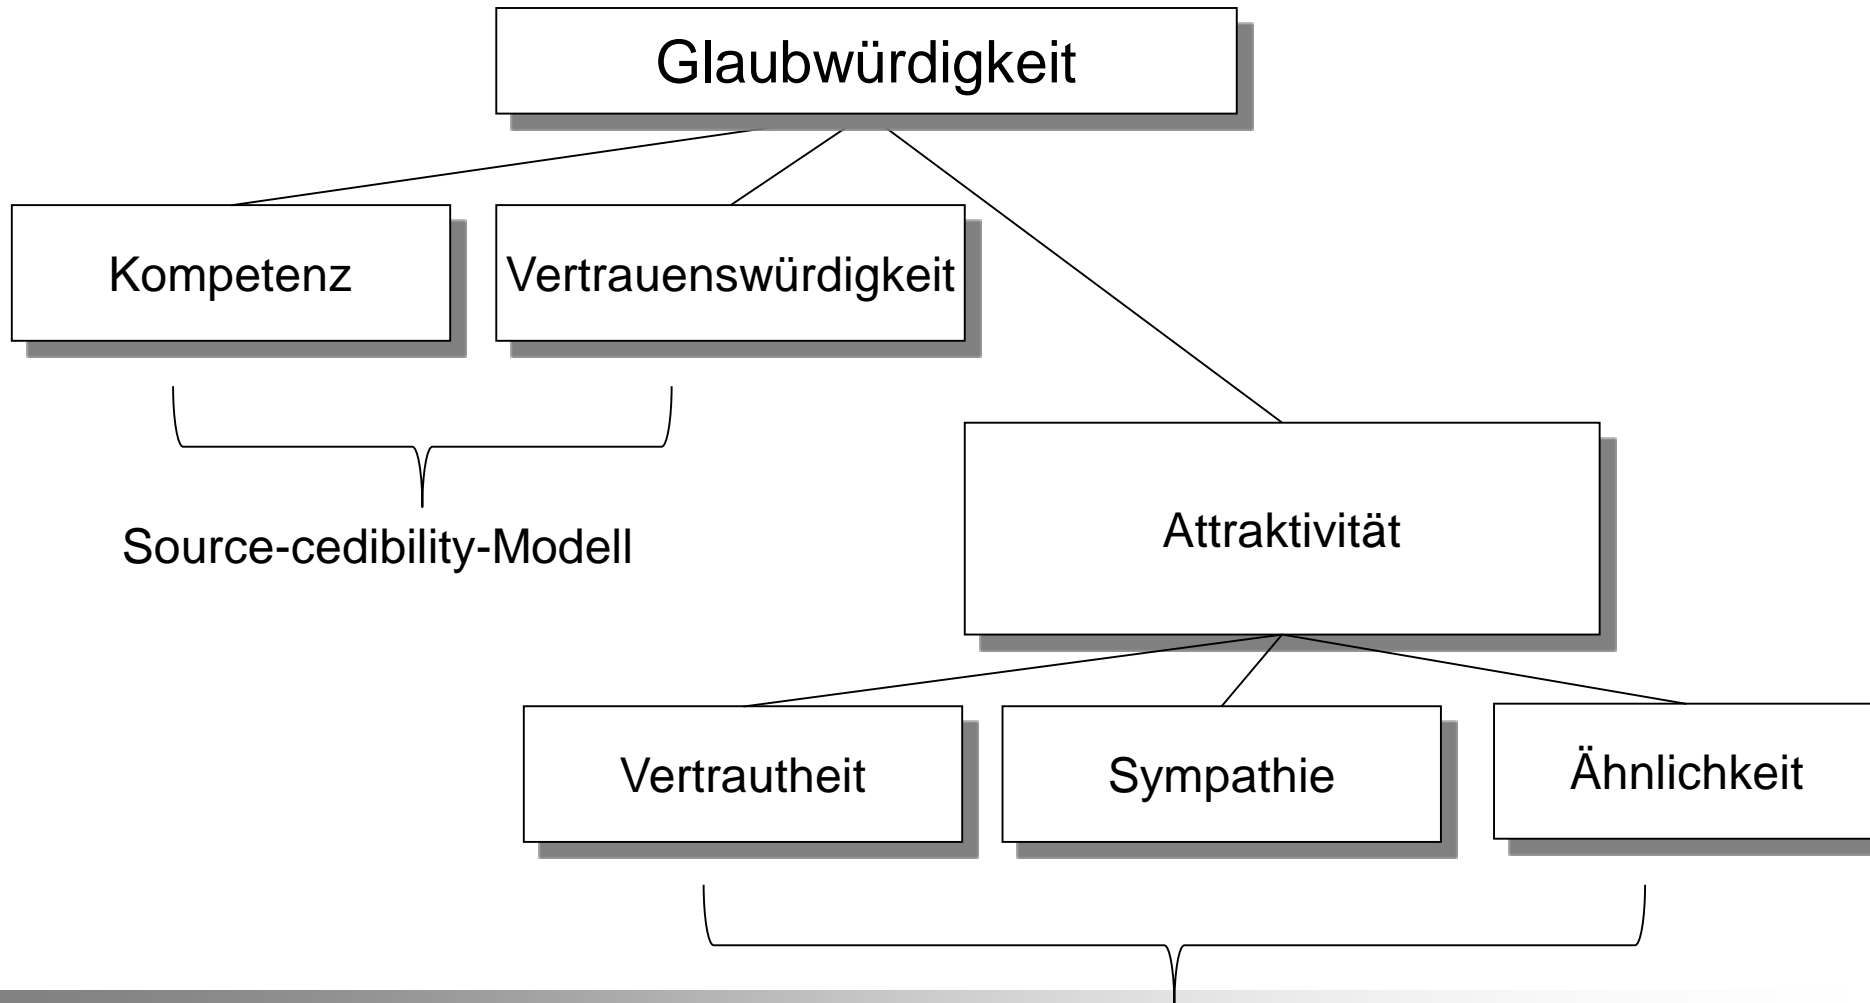 Glaubwürdigkeit
Kompetenz
Vertrauenswürdigkeit
Source-cedibility-Modell
Attraktivität
Vertrautheit
Sympathie
Ähnlichkeit